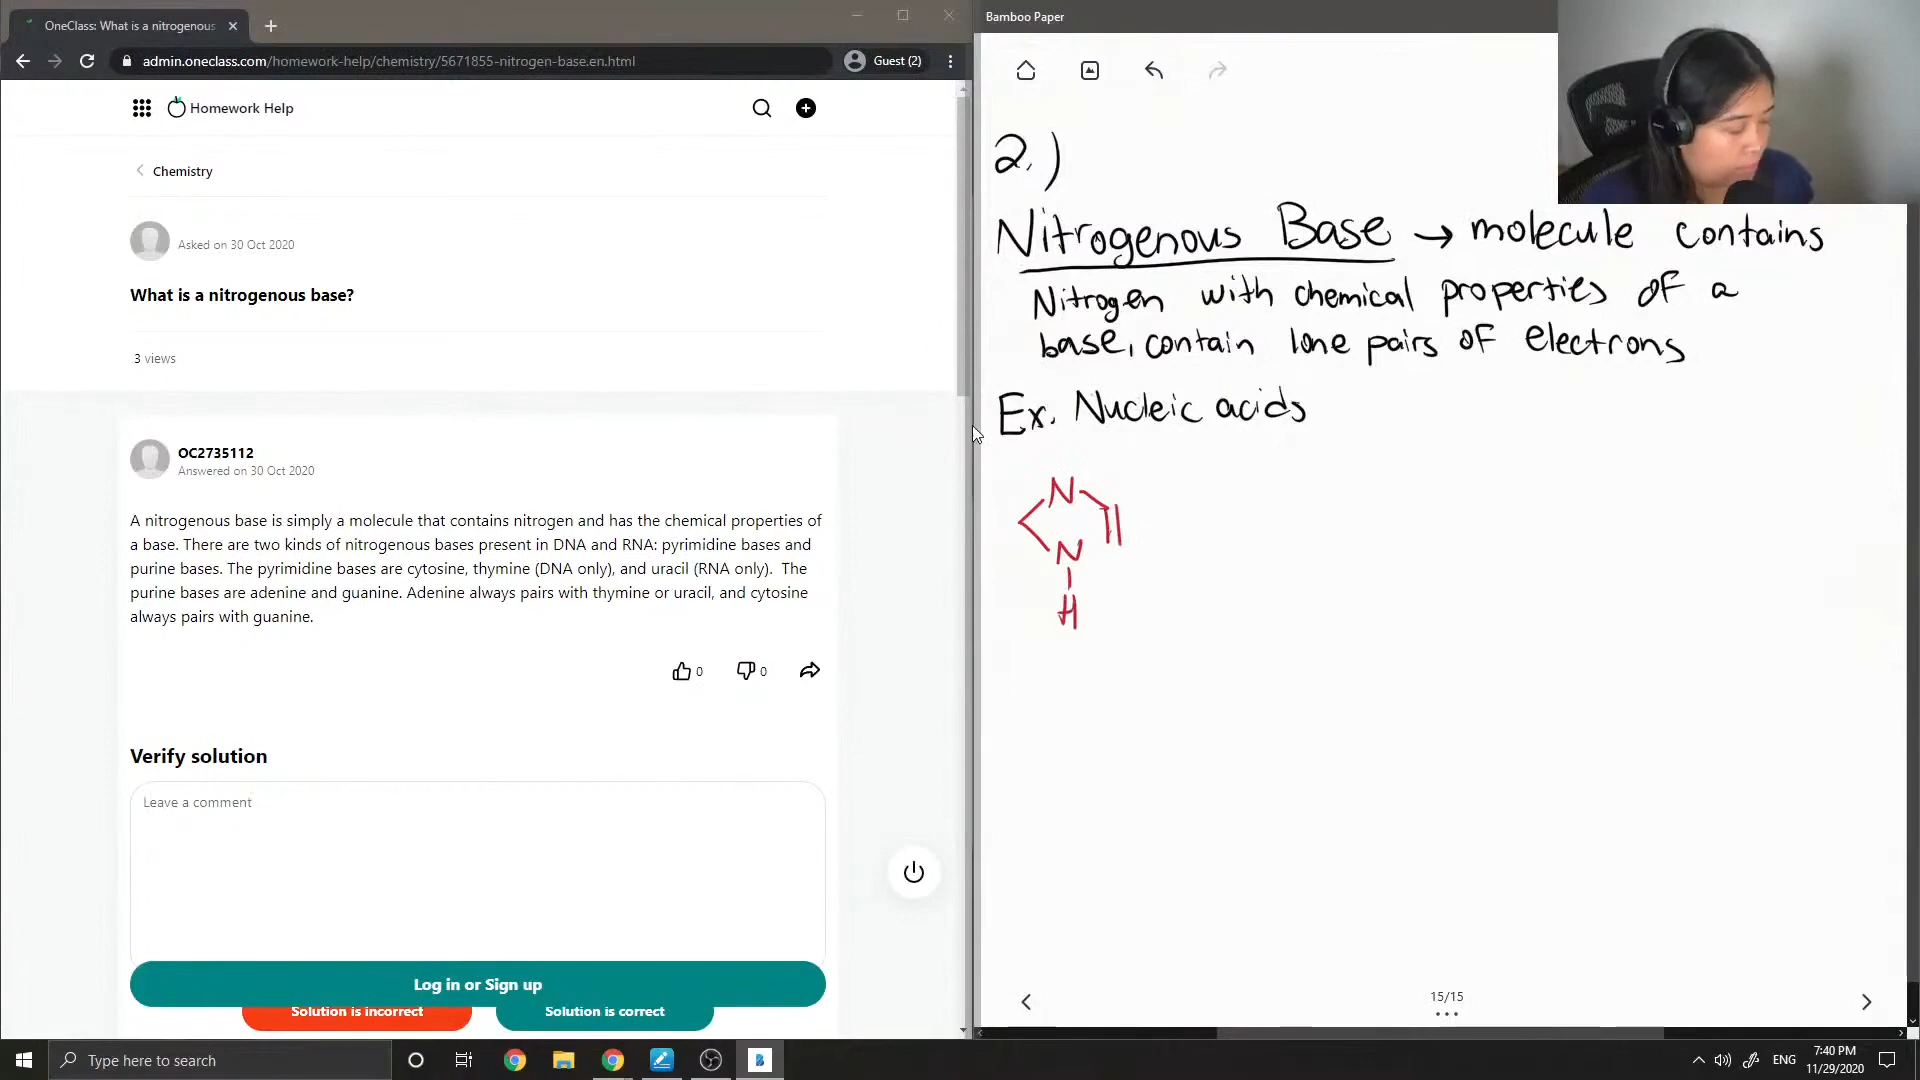 OneClass: What is a nitrogenous
admin.oneclass.com/homework-help/chemistry/5671855-nitrogen-base.en.html
Guest (2)
Homework Help
Chemistry
Asked on 30 Oct 2020
What is a nitrogenous base?
3 views
OC2735112
Answered on 30 Oct 2020
A nitrogenous base is simply a molecule that contains nitrogen and has the chemical properties of
a base. There are two kinds of nitrogenous bases present in DNA and RNA: pyrimidine bases and
purine bases. The pyrimidine bases are cytosine, thymine (DNA only), and uracil (RNA only).  The
purine bases are adenine and guanine. Adenine always pairs with thymine or uracil, and cytosine
always pairs with guanine.
0
0
Verify solution
Leave a comment
Log in or Sign up
Solution is incorrect
Solution is correct
Bamboo Paper
2.)
Nitrogenous Base → molecule contains
Nitrogen with chemical properties of a
base, contain lone pairs of electrons
Ex. Nucleic acids
N
N
H
15/15
Type here to search
ENG
7:40 PM
11/29/2020